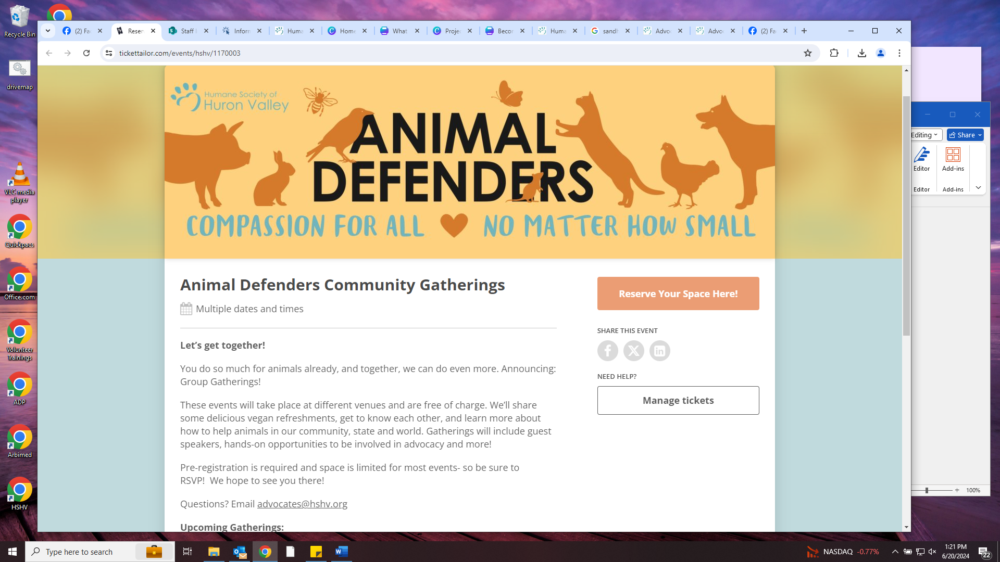 Recycle Bin
drivemap
VLC media
player
Quickpacs
Office.com
Volunteer
Trainings
ADP
Arbimed
HSHV
(2) Fa
Reser
Staff
Inform
Huma
Home
What
Proje
Becor
Huma
sandh
Advo
Advo
(2) Fa
tickettailor.com/events/hshv/1170003
Humane Society of
Huron Valley
ANIMAL
DEFENDERS
COMPASSION FOR ALL NO MATTER HOW SMALL
Animal Defenders Community Gatherings
Multiple dates and times
Let’s get together!
You do so much for animals already, and together, we can do even more. Announcing:
Group Gatherings!
These events will take place at different venues and are free of charge. We’ll share
some delicious vegan refreshments, get to know each other, and learn more about
how to help animals in our community, state and world. Gatherings will include guest
speakers, hands-on opportunities to be involved in advocacy and more!
Pre-registration is required and space is limited for most events- so be sure to
RSVP!  We hope to see you there!
Questions? Email advocates@hshv.org
Upcoming Gatherings:
Reserve Your Space Here!
SHARE THIS EVENT
NEED HELP?
Manage tickets
Editing
Share
Editor
Add-ins
Editor
Add-ins
100%
Type here to search
NASDAQ -0.77%
1:21 PM
6/20/2024
22